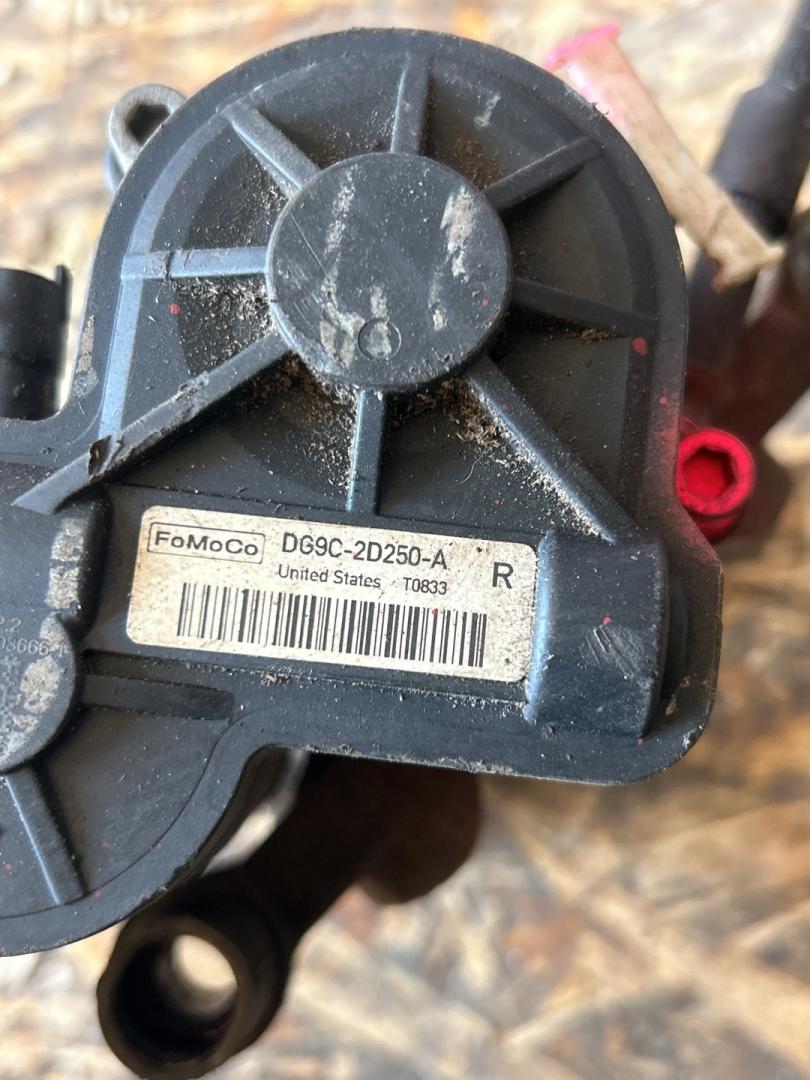 FoMoCo DG9C-2D250-A R
United States T0833